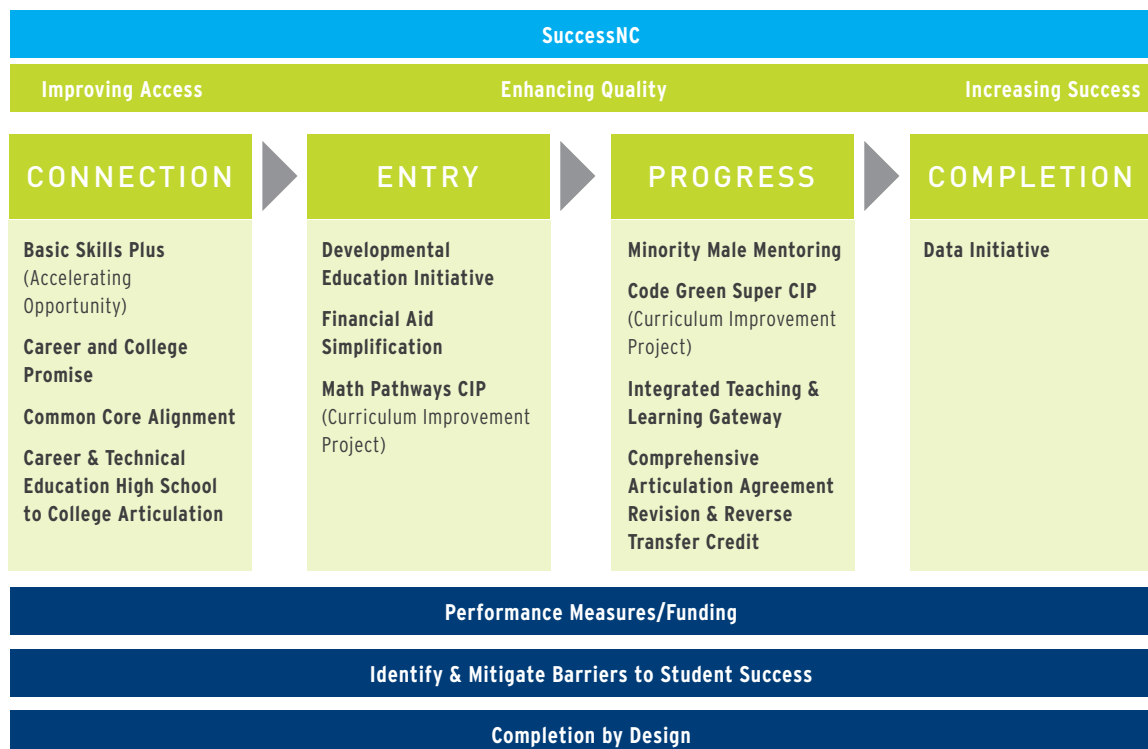 SuccessNC
Improving Access
Enhancing Quality
Increasing Success
CONNECTION
Basic Skills Plus
(Accelerating
Opportunity)
Career and College
Promise
Common Core Alignment
Career & Technical
Education High School
to College Articulation
ENTRY
Developmental
Education Initiative
Financial Aid
Simplification
Math Pathways CIP
(Curriculum Improvement
Project)
PROGRESS
Minority Male Mentoring
Code Green Super CIP
(Curriculum Improvement
Project)
Integrated Teaching &
Learning Gateway
Comprehensive
Articulation Agreement
Revision & Reverse
Transfer Credit
COMPLETION
Data Initiative
Performance Measures/Funding
Identify & Mitigate Barriers to Student Success
Completion by Design